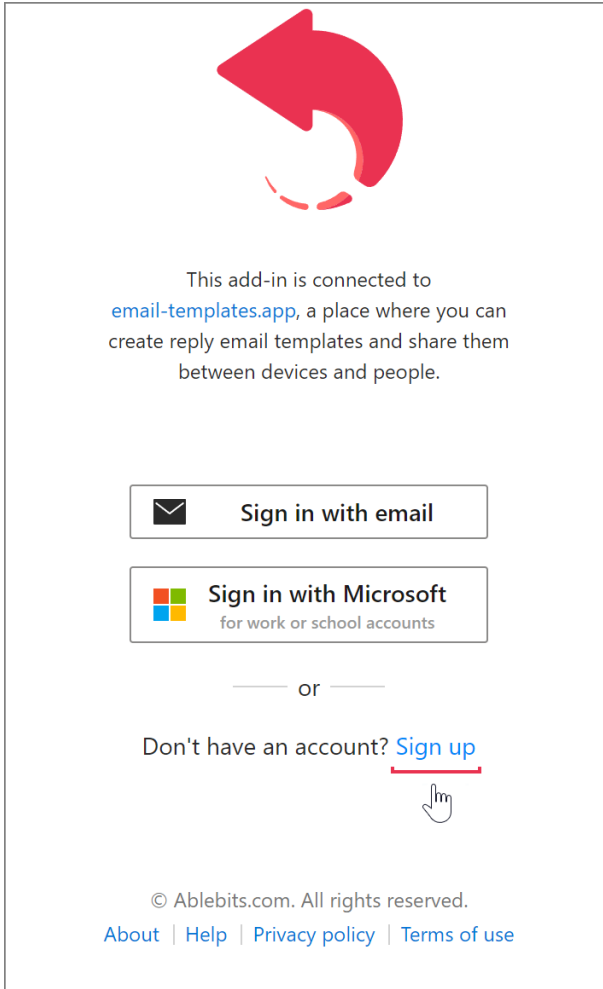 This add-in is connected to
email-templates.app, a place where you can
create reply email templates and share them
between devices and people.
Sign in with email
Sign in with Microsoft
for work or school accounts
or
Don't have an account? Sign up
© Ablebits.com. All rights reserved.
About | Help | Privacy policy | Terms of use